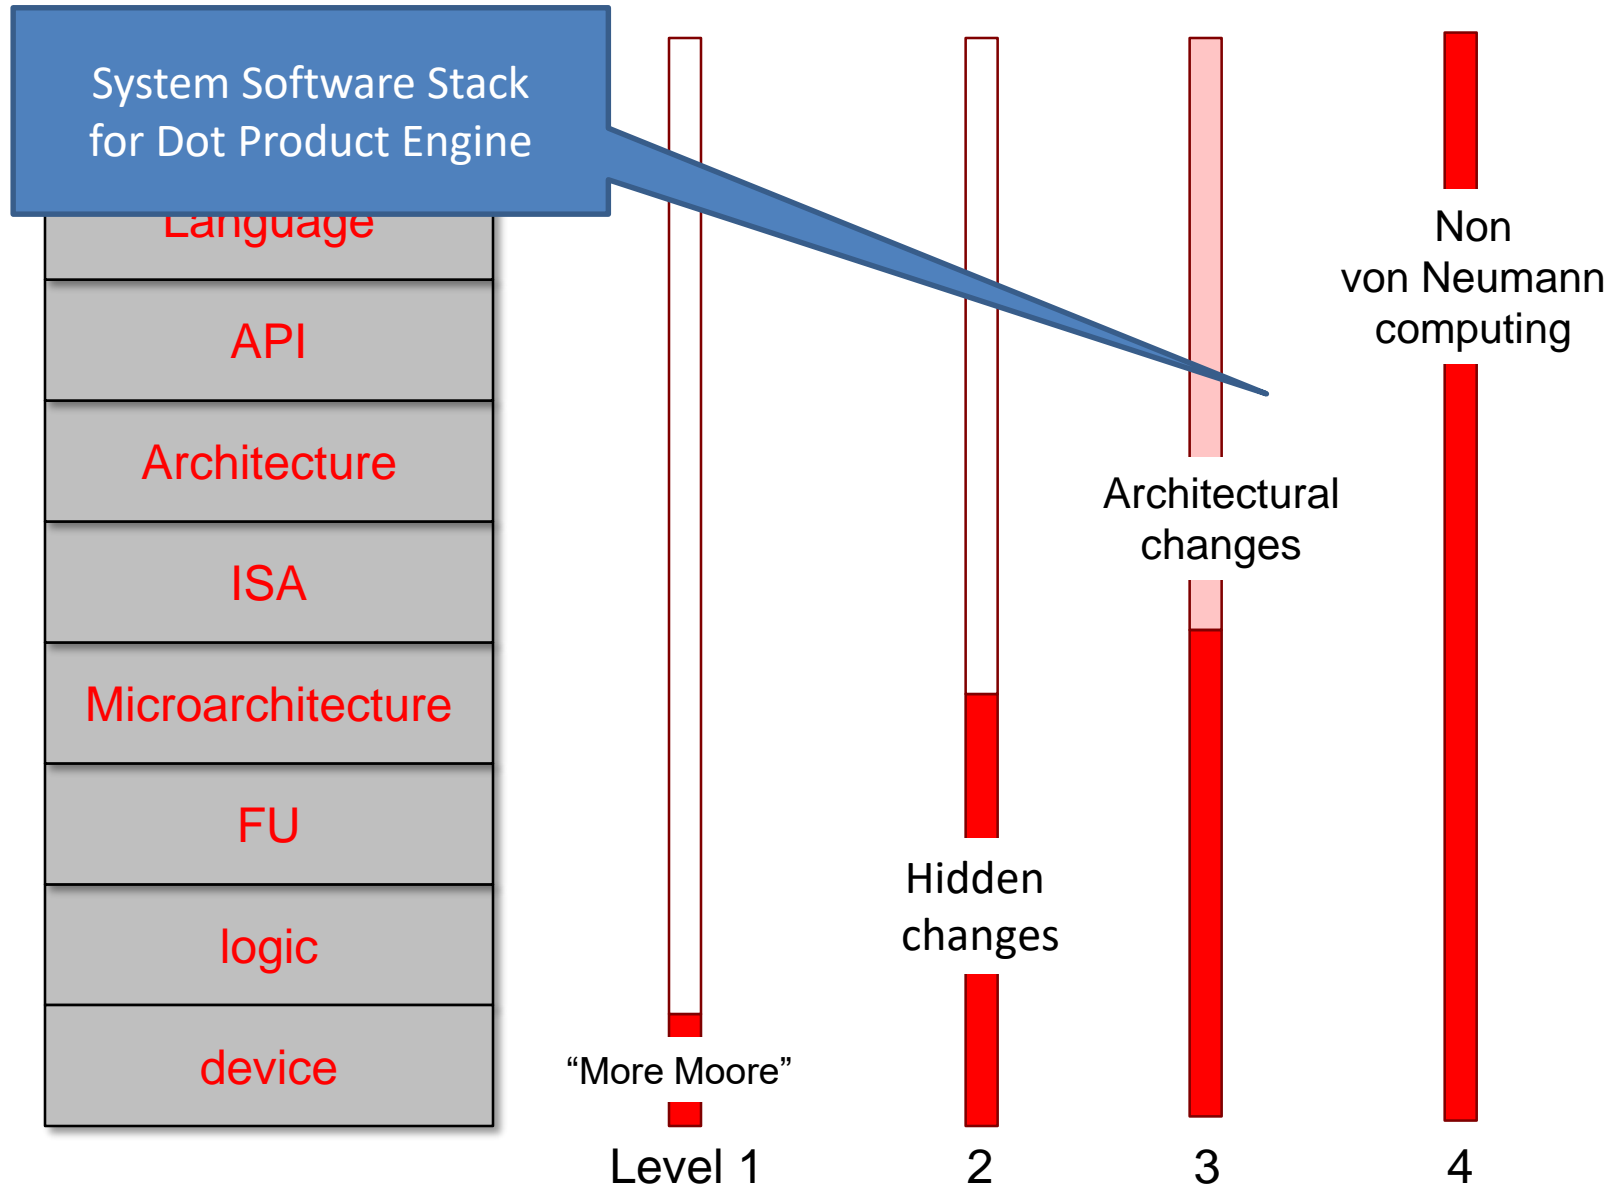 System Software Stack
for Dot Product Engine
Language
API
Architecture
ISA
Microarchitecture
FU
logic
device
“More Moore”
Level 1
Hidden
changes
2
Architectural
changes
3
Non
von Neumann
computing
4